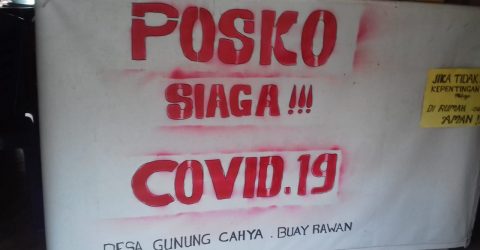 POSKO
SIAGA !!!
COVID.19
DESA GUNUNG CAHYA . BUAY RAWAN
JIKA TIDAK
KEPENTINGAN
DI RUMAH
AMAN !!